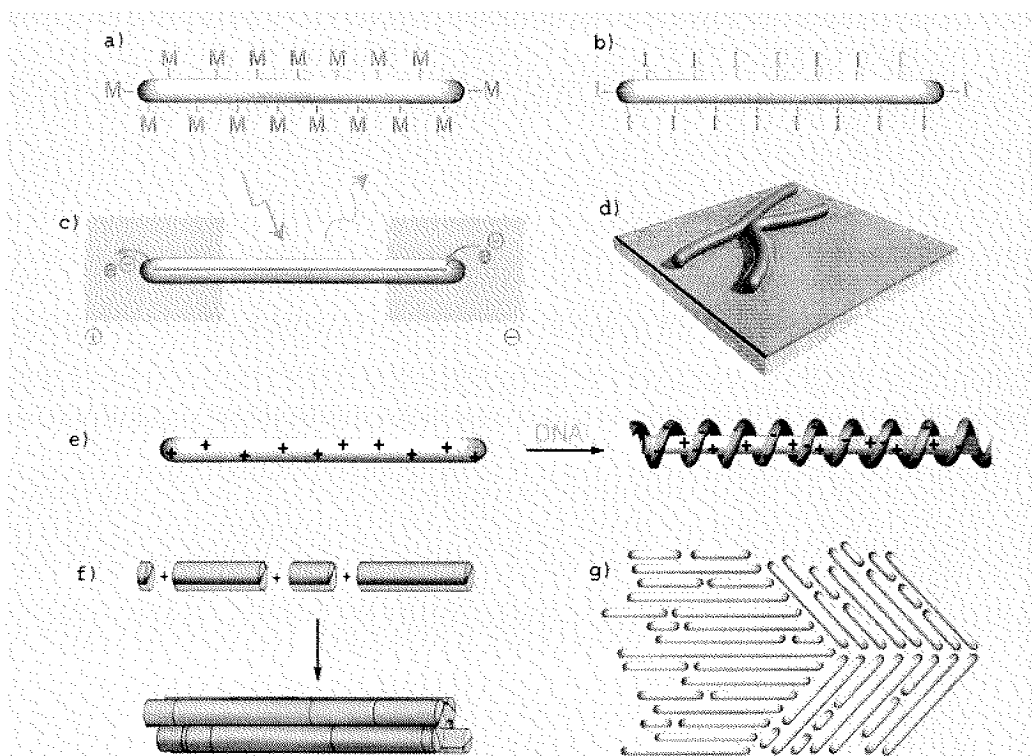 a) M M M M M M M
M M
M M M M M M M M
b) I I I I I I I
I I
I I I I I I I I
c) e e
+ −
d)
e) + + + + + + + + + + DNA
f) + + +
g)